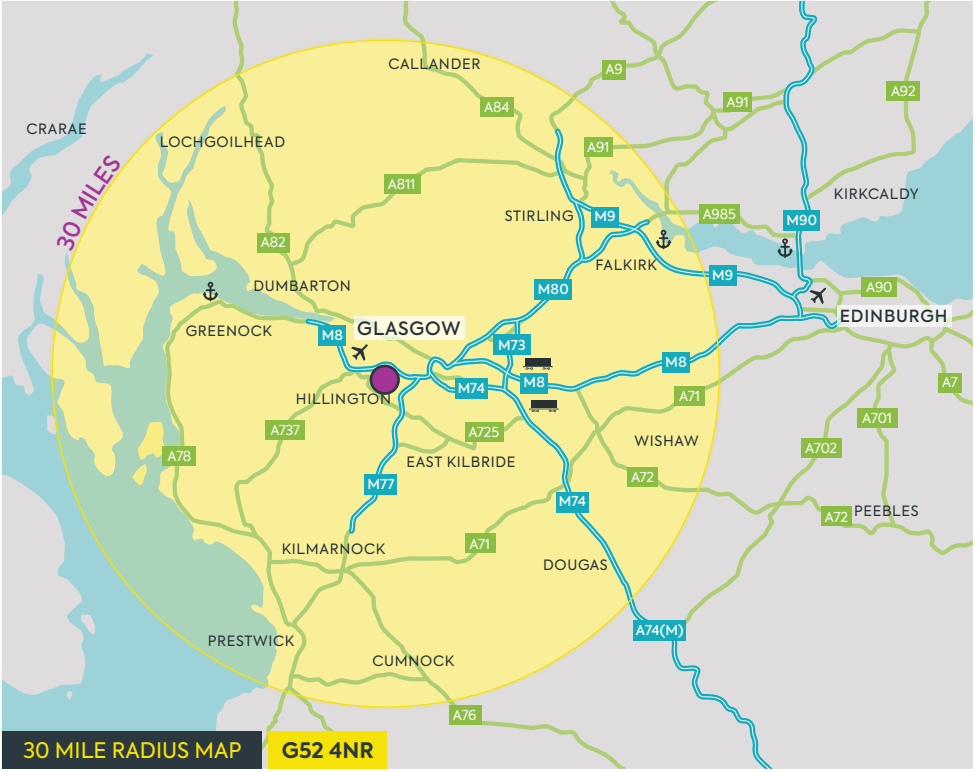 CALLANDER
A9
A92
A84
A91
CRARAE
LOCHGOILHEAD
A91
30 MILES
A811
KIRKCALDY
STIRLING
M9
A985
M90
A82
FALKIRK
M9
DUMBARTON
M80
A90
EDINBURGH
GREENOCK
M8
GLASGOW
M73
M8
M74
M8
A7
HILLINGTON
A71
A701
A737
A725
WISHAW
A702
A78
EAST KILBRIDE
A72
M77
M74
A72
PEEBLES
KILMARNOCK
A71
DOUGAS
A74(M)
PRESTWICK
CUMNOCK
A76
30 MILE RADIUS MAP
G52 4NR